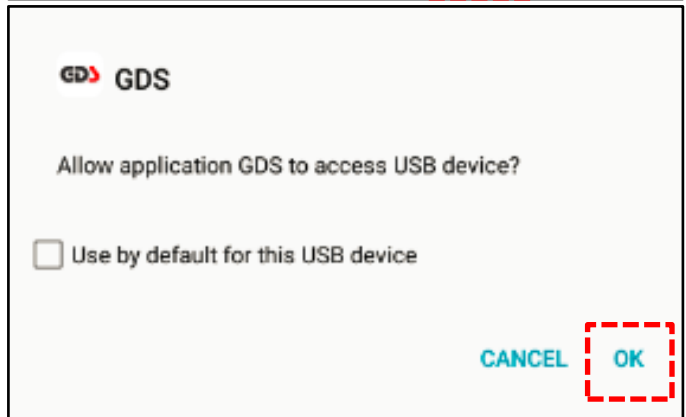 GDS GDS
Allow application GDS to access USB device?
Use by default for this USB device
CANCEL OK